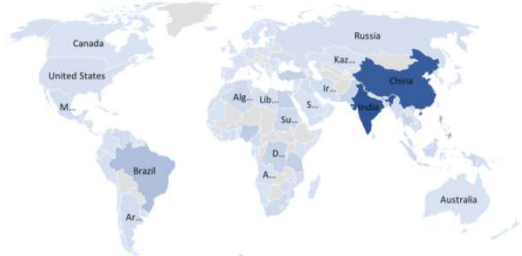 Canada
Russia
United States
Kaz...
China
Ir...
M...
Alg...
Lib...
S...
India
Su...
D...
Brazil
A...
Australia
Ar...